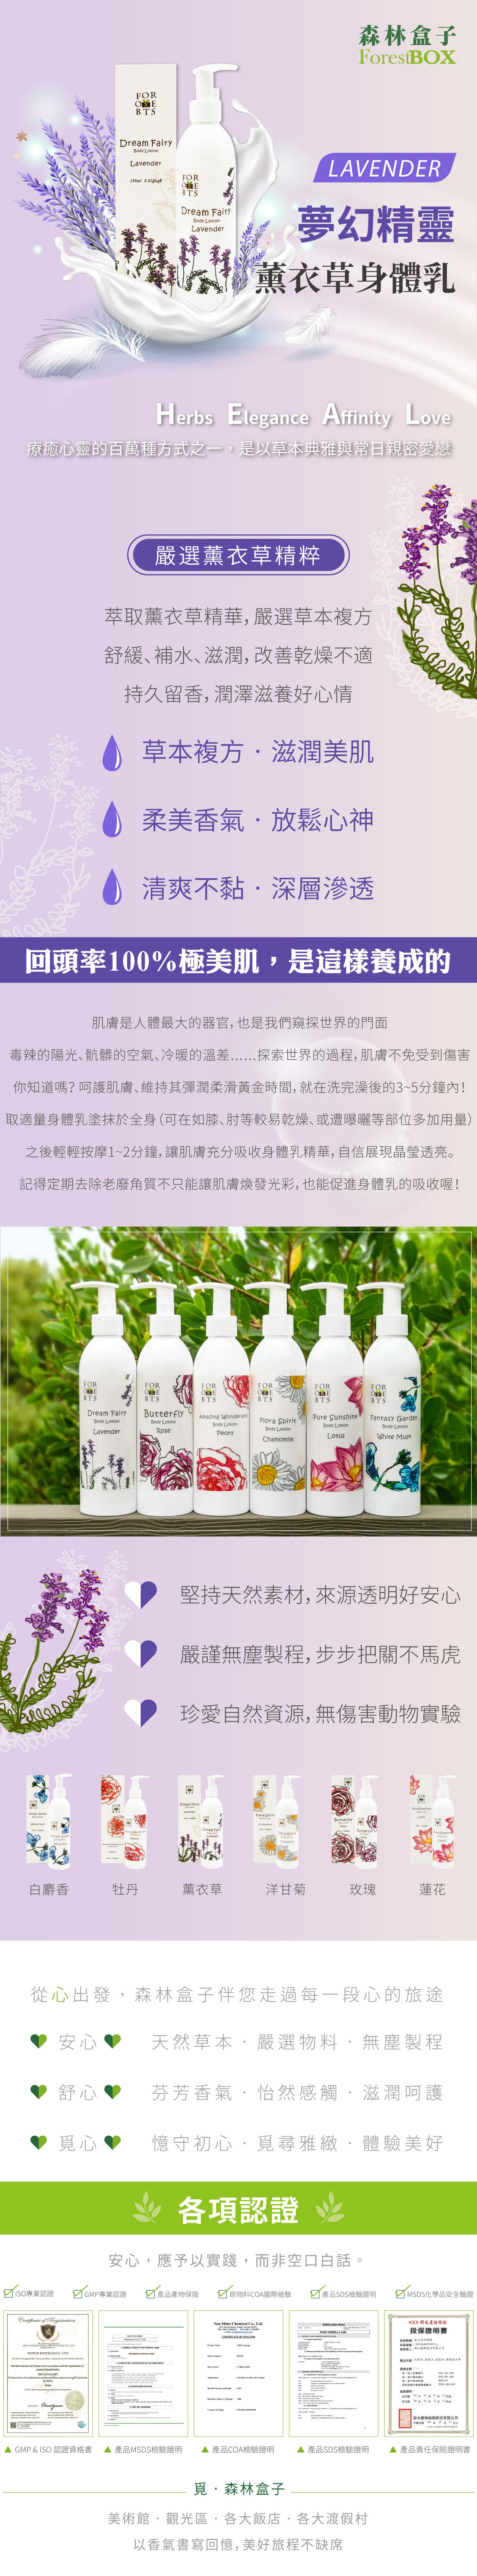 森林盒子
ForestBOX
FOR
BTS
Dream Fairy
Body Lotion
Lavender
FOR
BTS
Dream Fairy
Body Lotion
Lavender
LAVENDER
夢幻精靈
薰衣草身體乳
Herbs Elegance Affinity Love
療癒心靈的百萬種方式之一，是以草本典雅與常日親密愛戀
嚴選薰衣草精粹
萃取薰衣草精華，嚴選草本複方
舒緩、補水、滋潤，改善乾燥不適
持久留香，潤澤滋養好心情
草本複方．滋潤美肌
柔美香氣．放鬆心神
清爽不黏．深層滲透
回頭率100%極美肌，是這樣養成的
肌膚是人體最大的器官，也是我們窺探世界的門面
毒辣的陽光、骯髒的空氣、冷暖的溫差......探索世界的過程，肌膚不免受到傷害
你知道嗎？呵護肌膚、維持其彈潤柔滑黃金時間，就在洗完澡後的3~5分鐘內！
取適量身體乳塗抹於全身（可在如膝、肘等較易乾燥、或遭曝曬等部位多加用量）
之後輕輕按摩1~2分鐘，讓肌膚充分吸收身體乳精華，自信展現晶瑩透亮。
記得定期去除老廢角質不只能讓肌膚煥發光彩，也能促進身體乳的吸收喔！
Dream Fairy
Body Lotion
Lavender
Butterfly
Body Lotion
Rose
Amazing Wonderland
Body Lotion
Peony
Flora Spirit
Body Lotion
Chamomile
Pure Sunshine
Body Lotion
Lotus
Fantasy Garden
Body Lotion
White Musk
堅持天然素材，來源透明好安心
嚴謹無塵製程，步步把關不馬虎
珍愛自然資源，無傷害動物實驗
白麝香
牡丹
薰衣草
洋甘菊
玫瑰
蓮花
從心出發，森林盒子伴您走過每一段心的旅途
安心 天然草本．嚴選物料．無塵製程
舒心 芬芳香氣．怡然感觸．滋潤呵護
覓心 憶守初心．覓尋雅緻．體驗美好
各項認證
安心，應予以實踐，而非空口白話。
ISO專業認證
GMP專業認證
產品產物保險
原物料COA國際檢驗
產品SDS檢驗證明
MSDS化學品安全驗證
Certificate of Registration
Sun Shine Chemical Co., Ltd.
投保證明書
▲ GMP & ISO 認證資格書
▲ 產品MSDS檢驗證明
▲ 產品COA檢驗證明
▲ 產品SDS檢驗證明
▲ 產品責任保險證明書
覓．森林盒子
美術館．觀光區．各大飯店．各大渡假村
以香氣書寫回憶，美好旅程不缺席